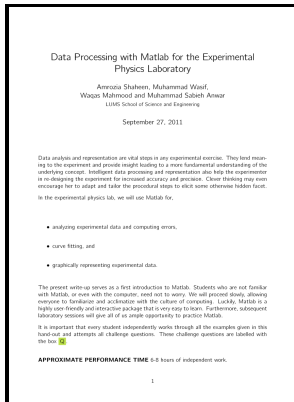 Data Processing with Matlab for the Experimental
Physics Laboratory
Amrozia Shaheen, Muhammad Wasif,
Waqas Mahmood and Muhammad Sabieh Anwar
LUMS School of Science and Engineering
September 27, 2011
Data analysis and representation are vital steps in any experimental exercise. They lend mean-
ing to the experiment and provide insight leading to a more fundamental understanding of the
underlying concept. Intelligent data processing and representation also help the experimenter
in re-designing the experiment for increased accuracy and precision. Clever thinking may even
encourage her to adapt and tailor the procedural steps to elicit some otherwise hidden facet.
In the experimental physics lab, we will use Matlab for,
• analyzing experimental data and computing errors,
• curve fitting, and
• graphically representing experimental data.
The present write-up serves as a first introduction to Matlab. Students who are not familiar
with Matlab, or even with the computer, need not to worry. We will proceed slowly, allowing
everyone to familiarize and acclimatize with the culture of computing. Luckily, Matlab is a
highly user-friendly and interactive package that is very easy to learn. Furthermore, subsequent
laboratory sessions will give all of us ample opportunity to practice Matlab.
It is important that every student independently works through all the examples given in this
hand-out and attempts all challenge questions. These challenge questions are labelled with
the box Q.
APPROXIMATE PERFORMANCE TIME 6-8 hours of independent work.
1